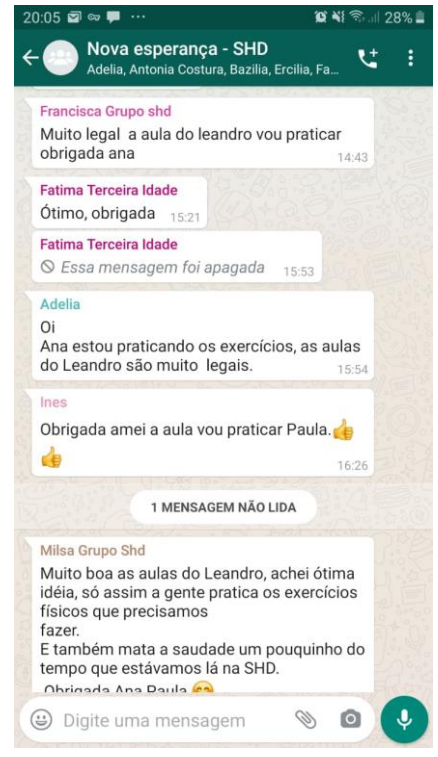 20:05 28%
Nova esperança - SHD
Adelia, Antonia Costura, Bazilia, Ercilia, Fa...
Francisca Grupo shd
Muito legal a aula do leandro vou praticar
obrigada ana
14:43
Fatima Terceira Idade
Ótimo, obrigada 15:21
Fatima Terceira Idade
Essa mensagem foi apagada 15:53
Adelia
Oi
Ana estou praticando os exercícios, as aulas
do Leandro são muito legais. 15:54
Ines
Obrigada amei a aula vou praticar Paula.👍
👍 16:26
1 MENSAGEM NÃO LIDA
Milsa Grupo Shd
Muito boa as aulas do Leandro, achei ótima
idéia, só assim a gente pratica os exercícios
físicos que precisamos
fazer.
E também mata a saudade um pouquinho do
tempo que estávamos lá na SHD.
Obrigada Ana Paula
Digite uma mensagem